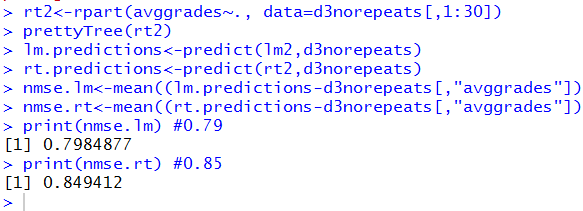 > rt2<-rpart(avggrades~., data=d3norepeats[,1:30])
> prettyTree(rt2)
> lm.predictions<-predict(lm2,d3norepeats)
> rt.predictions<-predict(rt2,d3norepeats)
> nmse.lm<-mean((lm.predictions-d3norepeats[,"avggrades"])
> nmse.rt<-mean((rt.predictions-d3norepeats[,"avggrades"])
> print(nmse.lm) #0.79
[1] 0.7984877
> print(nmse.rt) #0.85
[1] 0.849412
>